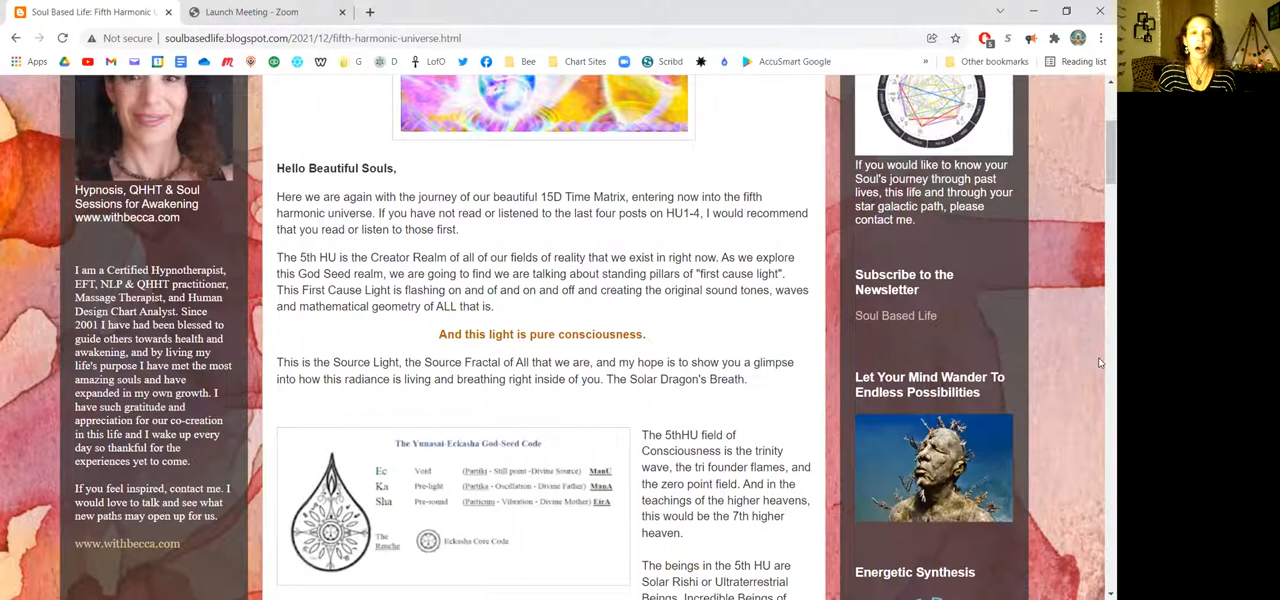 Soul Based Life: Fifth Harmonic U
Launch Meeting - Zoom
Not secure
soulbasedlife.blogspot.com/2021/12/fifth-harmonic-universe.html
Apps
G
D
LofO
Bee
Chart Sites
Scribd
AccuSmart Google
»
Other bookmarks
Reading list
Hypnosis, QHHT & Soul
Sessions for Awakening
www.withbecca.com
I am a Certified Hypnotherapist,
EFT, NLP & QHHT practitioner,
Massage Therapist, and Human
Design Chart Analyst. Since
2001 I have had been blessed to
guide others towards health and
awakening, and by living my
life's purpose I have met the most
amazing souls and have
expanded in my own growth. I
have such gratitude and
appreciation for our co-creation
in this life and I wake up every
day so thankful for the
experiences yet to come.
If you feel inspired, contact me. I
would love to talk and see what
new paths may open up for us.
www.withbecca.com
Hello Beautiful Souls,
Here we are again with the journey of our beautiful 15D Time Matrix, entering now into the fifth
harmonic universe. If you have not read or listened to the last four posts on HU1-4, I would recommend
that you read or listen to those first.
The 5th HU is the Creator Realm of all of our fields of reality that we exist in right now. As we explore
this God Seed realm, we are going to find we are talking about standing pillars of "first cause light".
This First Cause Light is flashing on and of and on and off and creating the original sound tones, waves
and mathematical geometry of ALL that is.
And this light is pure consciousness.
This is the Source Light, the Source Fractal of All that we are, and my hope is to show you a glimpse
into how this radiance is living and breathing right inside of you. The Solar Dragon's Breath.
The Yunasai-Eckasha God-Seed Code
Ec Void (Partiki - Still point -Divine Source) ManU
Ka Pre-light (Partika - Oscillation - Divine Father) ManA
Sha Pre-sound (Particum - Vibration - Divine Mother) EirA
The
Reuche
Eckasha Core Code
The 5thHU field of
Consciousness is the trinity
wave, the tri founder flames, and
the zero point field. And in the
teachings of the higher heavens,
this would be the 7th higher
heaven.
The beings in the 5th HU are
Solar Rishi or Ultraterrestrial
Beings. Incredible Beings of
If you would like to know your
Soul's journey through past
lives, this life and through your
star galactic path, please
contact me.
Subscribe to the
Newsletter
Soul Based Life
Let Your Mind Wander To
Endless Possibilities
Energetic Synthesis